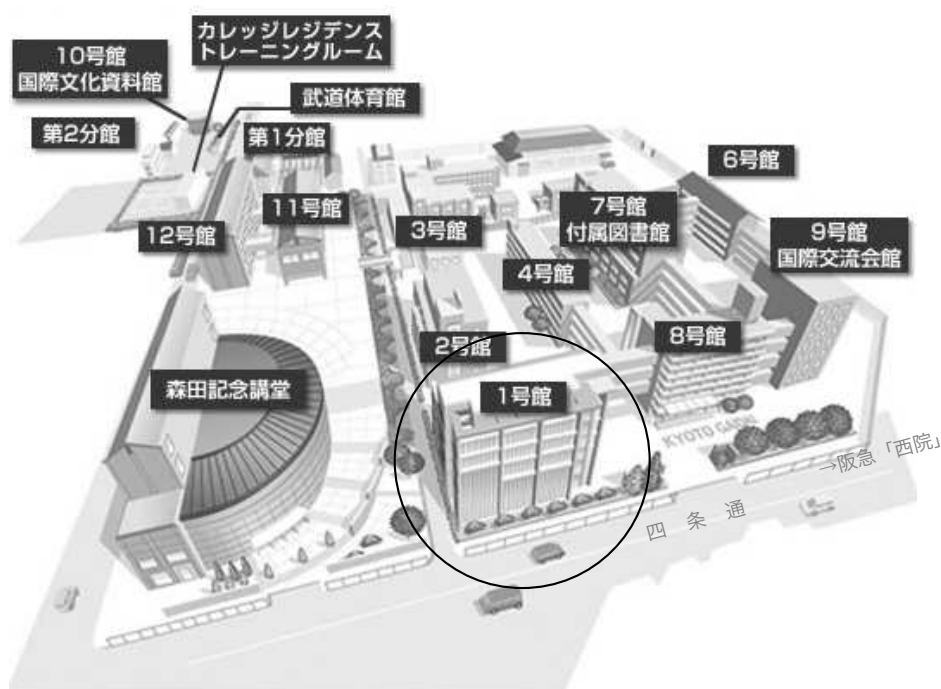 カレッジレジデンス
トレーニングルーム
10号館
国際文化資料館
武道体育館
第2分館
第1分館
6号館
11号館
7号館
付属図書館
12号館
3号館
9号館
国際交流会館
4号館
2号館
8号館
森田記念講堂
1号館
KYOTO GAIDAI
→阪急「西院」
四条通